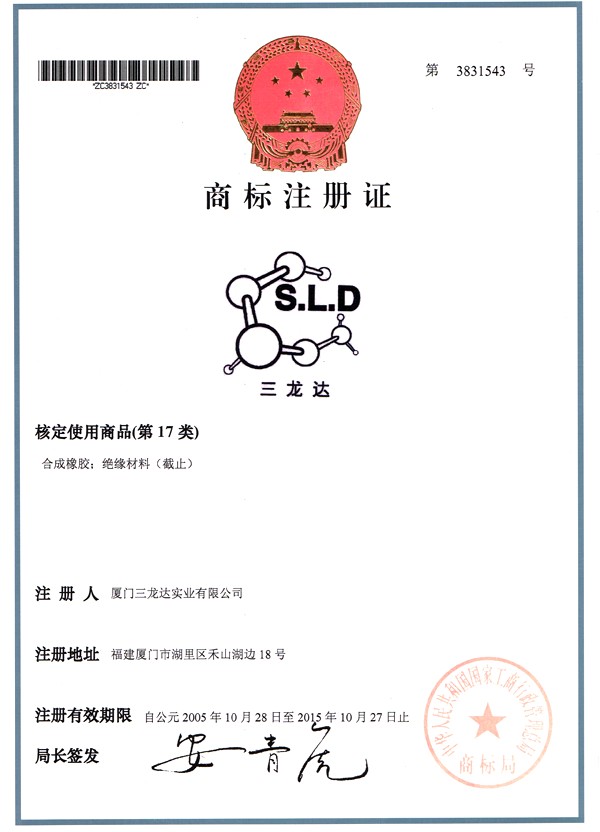 *ZC3831543 ZC*
第 3831543 号
商标注册证
S.L.D
三龙达
核定使用商品(第 17 类)
合成橡胶；绝缘材料（截止）
注 册 人 厦门三龙达实业有限公司
注册地址 福建厦门市湖里区禾山湖边 18 号
注册有效期限 自公元 2005 年 10 月 28 日至 2015 年 10 月 27 日止
局长签发 安青虎
中华人民共和国国家工商行政管理总局
商标局